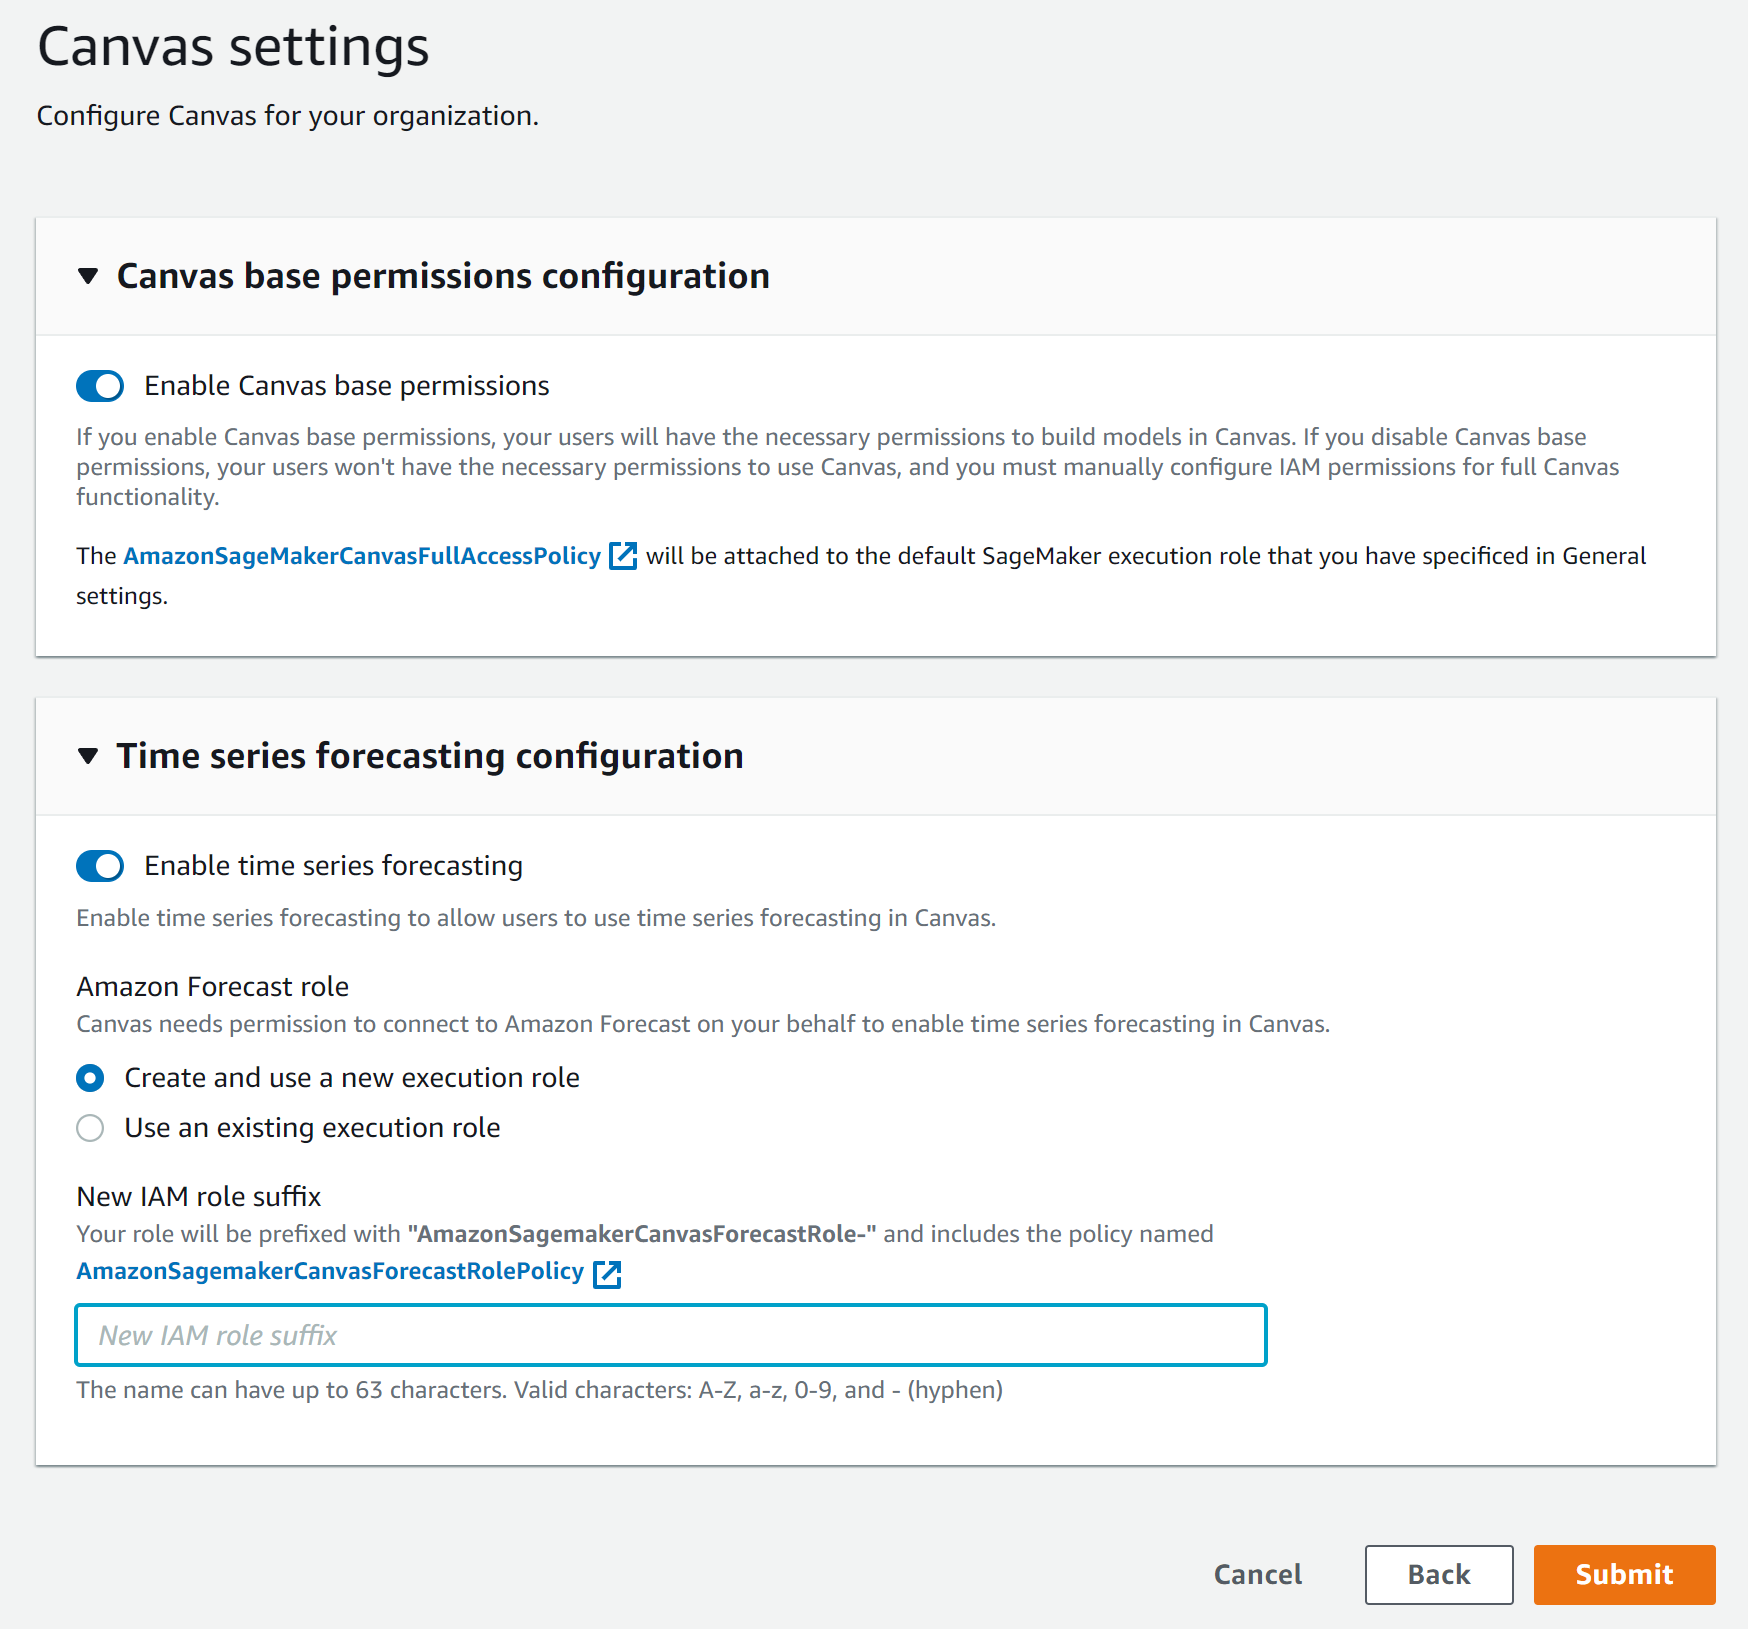 Canvas settings
Configure Canvas for your organization.
Canvas base permissions configuration
Enable Canvas base permissions
If you enable Canvas base permissions, your users will have the necessary permissions to build models in Canvas. If you disable Canvas base
permissions, your users won't have the necessary permissions to use Canvas, and you must manually configure IAM permissions for full Canvas
functionality.
The AmazonSageMakerCanvasFullAccessPolicy will be attached to the default SageMaker execution role that you have specificed in General
settings.
Time series forecasting configuration
Enable time series forecasting
Enable time series forecasting to allow users to use time series forecasting in Canvas.
Amazon Forecast role
Canvas needs permission to connect to Amazon Forecast on your behalf to enable time series forecasting in Canvas.
Create and use a new execution role
Use an existing execution role
New IAM role suffix
Your role will be prefixed with "AmazonSagemakerCanvasForecastRole-" and includes the policy named
AmazonSagemakerCanvasForecastRolePolicy
New IAM role suffix
The name can have up to 63 characters. Valid characters: A-Z, a-z, 0-9, and - (hyphen)
Cancel Back Submit